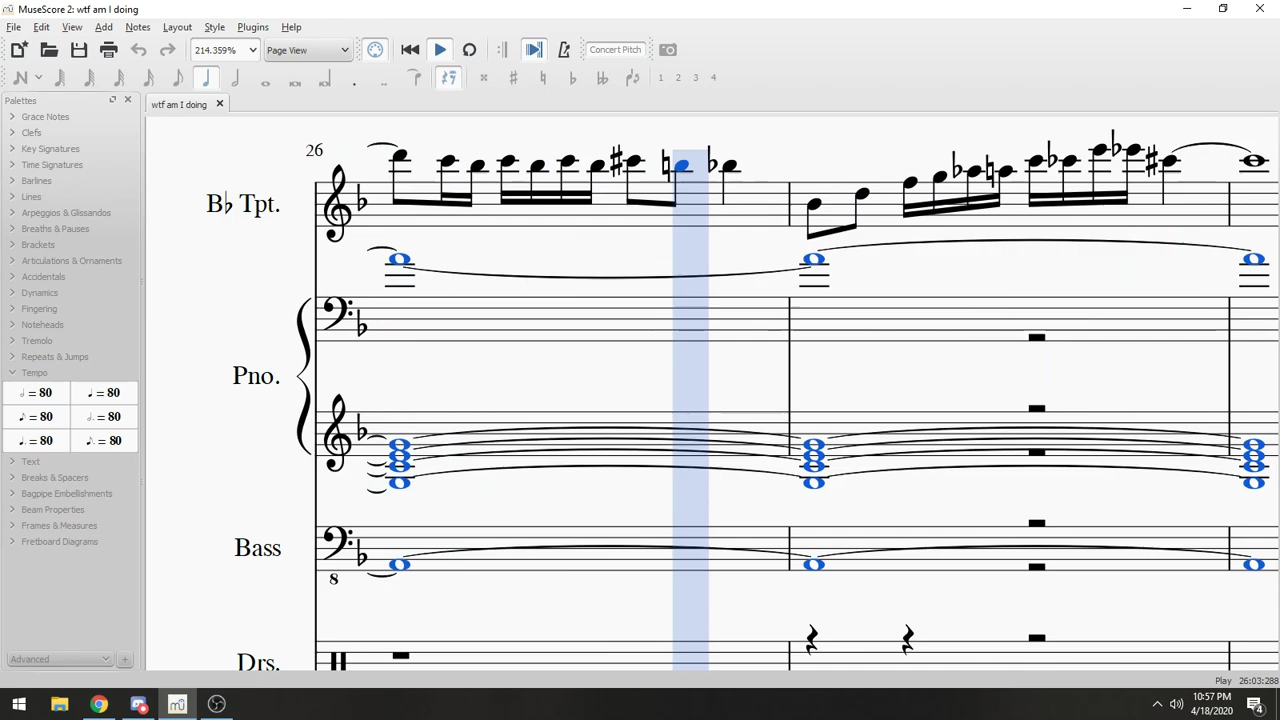 MuseScore 2: wtf am I doing
File Edit View Add Notes Layout Style Plugins Help
214.359% Page View Concert Pitch
1 2 3 4
Palettes
wtf am I doing
Grace Notes
Clefs
Key Signatures
Time Signatures
Barlines
Lines
Arpeggios & Glissandos
Breaths & Pauses
Brackets
Articulations & Ornaments
Accidentals
Dynamics
Fingering
Noteheads
Tremolo
Repeats & Jumps
Tempo
= 80 = 80
= 80 = 80
= 80 = 80
Text
Breaks & Spacers
Bagpipe Embellishments
Beam Properties
Frames & Measures
Fretboard Diagrams
Advanced
26
B♭ Tpt.
Pno.
Bass
8
Drs.
Play 26:03:288
10:57 PM
4/18/2020
4